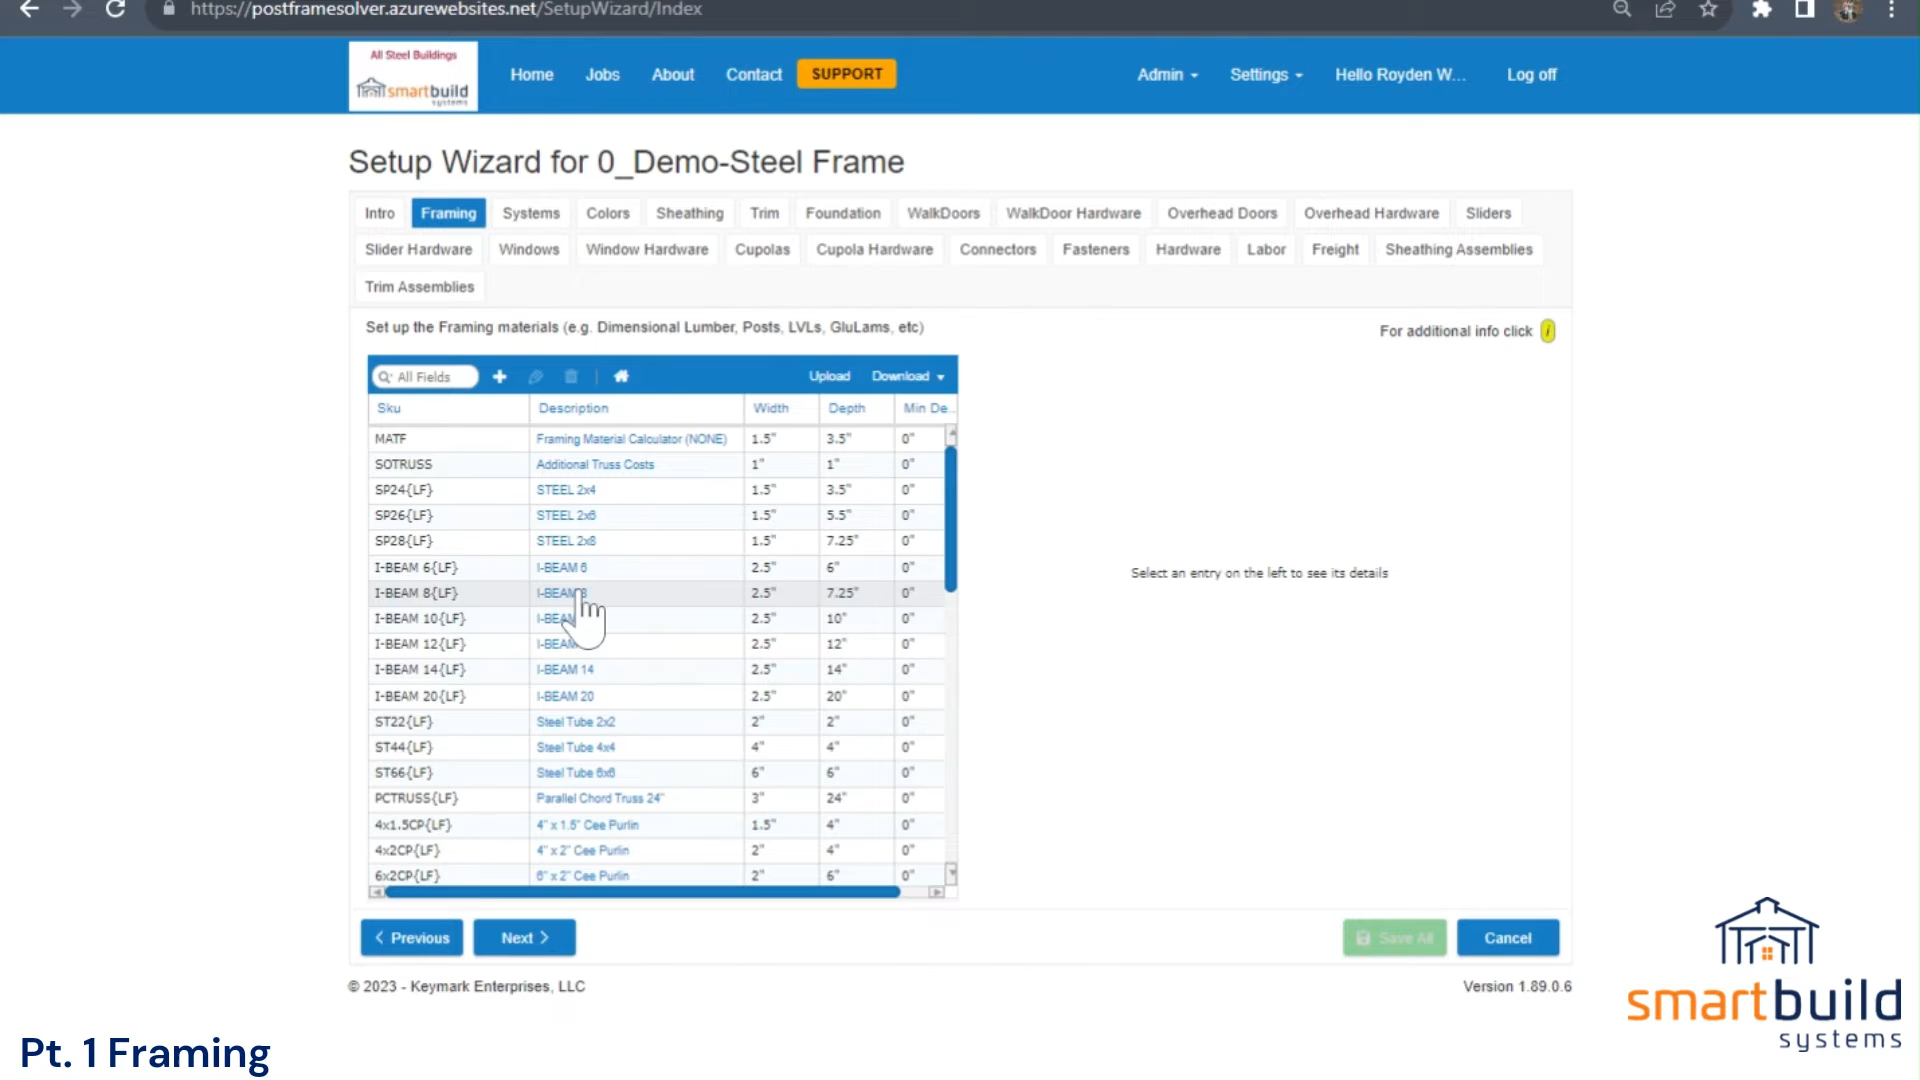 https://postframesolver.azurewebsites.net/SetupWizard/Index
All Steel Buildings
smartbuild
systems
Home
Jobs
About
Contact
SUPPORT
Admin
Settings
Hello Royden W...
Log off
Setup Wizard for 0_Demo-Steel Frame
Intro
Framing
Systems
Colors
Sheathing
Trim
Foundation
WalkDoors
WalkDoor Hardware
Overhead Doors
Overhead Hardware
Sliders
Slider Hardware
Windows
Window Hardware
Cupolas
Cupola Hardware
Connectors
Fasteners
Hardware
Labor
Freight
Sheathing Assemblies
Trim Assemblies
Set up the Framing materials (e.g. Dimensional Lumber, Posts, LVLs, GluLams, etc)
For additional info click i
All Fields
Upload
Download
Sku Description Width Depth Min De...
MATF Framing Material Calculator (NONE) 1.5" 3.5" 0"
SOTRUSS Additional Truss Costs 1" 1" 0"
SP24{LF} STEEL 2x4 1.5" 3.5" 0"
SP26{LF} STEEL 2x6 1.5" 5.5" 0"
SP28{LF} STEEL 2x8 1.5" 7.25" 0"
I-BEAM 6{LF} I-BEAM 6 2.5" 6" 0"
I-BEAM 8{LF} I-BEAM 8 2.5" 7.25" 0"
I-BEAM 10{LF} I-BEAM 2.5" 10" 0"
I-BEAM 12{LF} I-BEAM 2.5" 12" 0"
I-BEAM 14{LF} I-BEAM 14 2.5" 14" 0"
I-BEAM 20{LF} I-BEAM 20 2.5" 20" 0"
ST22{LF} Steel Tube 2x2 2" 2" 0"
ST44{LF} Steel Tube 4x4 4" 4" 0"
ST66{LF} Steel Tube 6x6 6" 6" 0"
PCTRUSS{LF} Parallel Chord Truss 24" 3" 24" 0"
4x1.5CP{LF} 4" x 1.5" Cee Purlin 1.5" 4" 0"
4x2CP{LF} 4" x 2" Cee Purlin 2" 4" 0"
6x2CP{LF} 6" x 2" Cee Purlin 2" 6" 0"
Select an entry on the left to see its details
Previous
Next
Save All
Cancel
© 2023 - Keymark Enterprises, LLC
Version 1.89.0.6
smartbuild
systems
Pt. 1 Framing